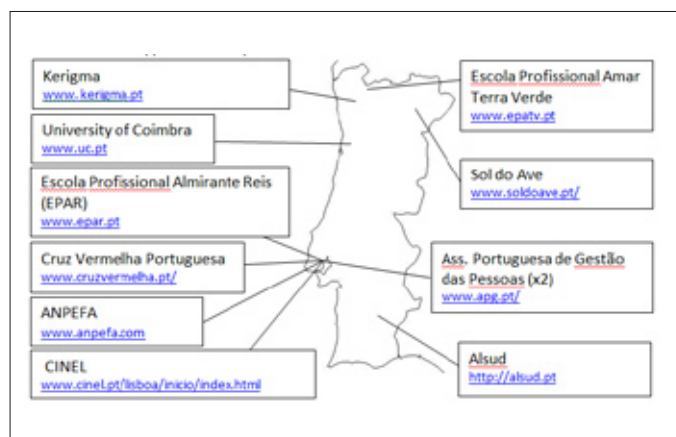 Kerigma
www.kerigma.pt
University of Coimbra
www.uc.pt
Escola Profissional Almirante Reis
(EPAR)
www.epar.pt
Cruz Vermelha Portuguesa
www.cruzvermelha.pt/
ANPEFA
www.anpefa.com
CINEL
www.cinel.pt/lisboa/inicio/index.html
Escola Profissional Amar
Terra Verde
www.epatv.pt
Sol do Ave
www.soldoave.pt/
Ass. Portuguesa de Gestão
das Pessoas (x2)
www.apg.pt/
Alsud
http://alsud.pt